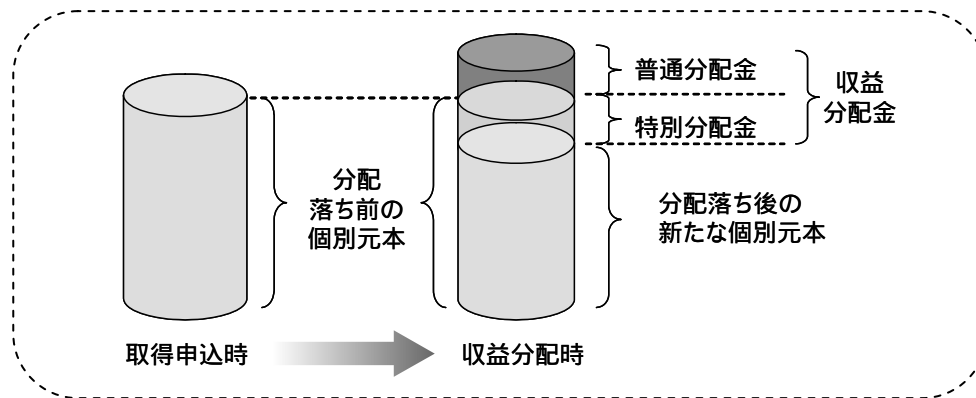 普通分配金
特別分配金
収益
分配金
分配
落ち前の
個別元本
分配落ち後の
新たな個別元本
取得申込時
収益分配時